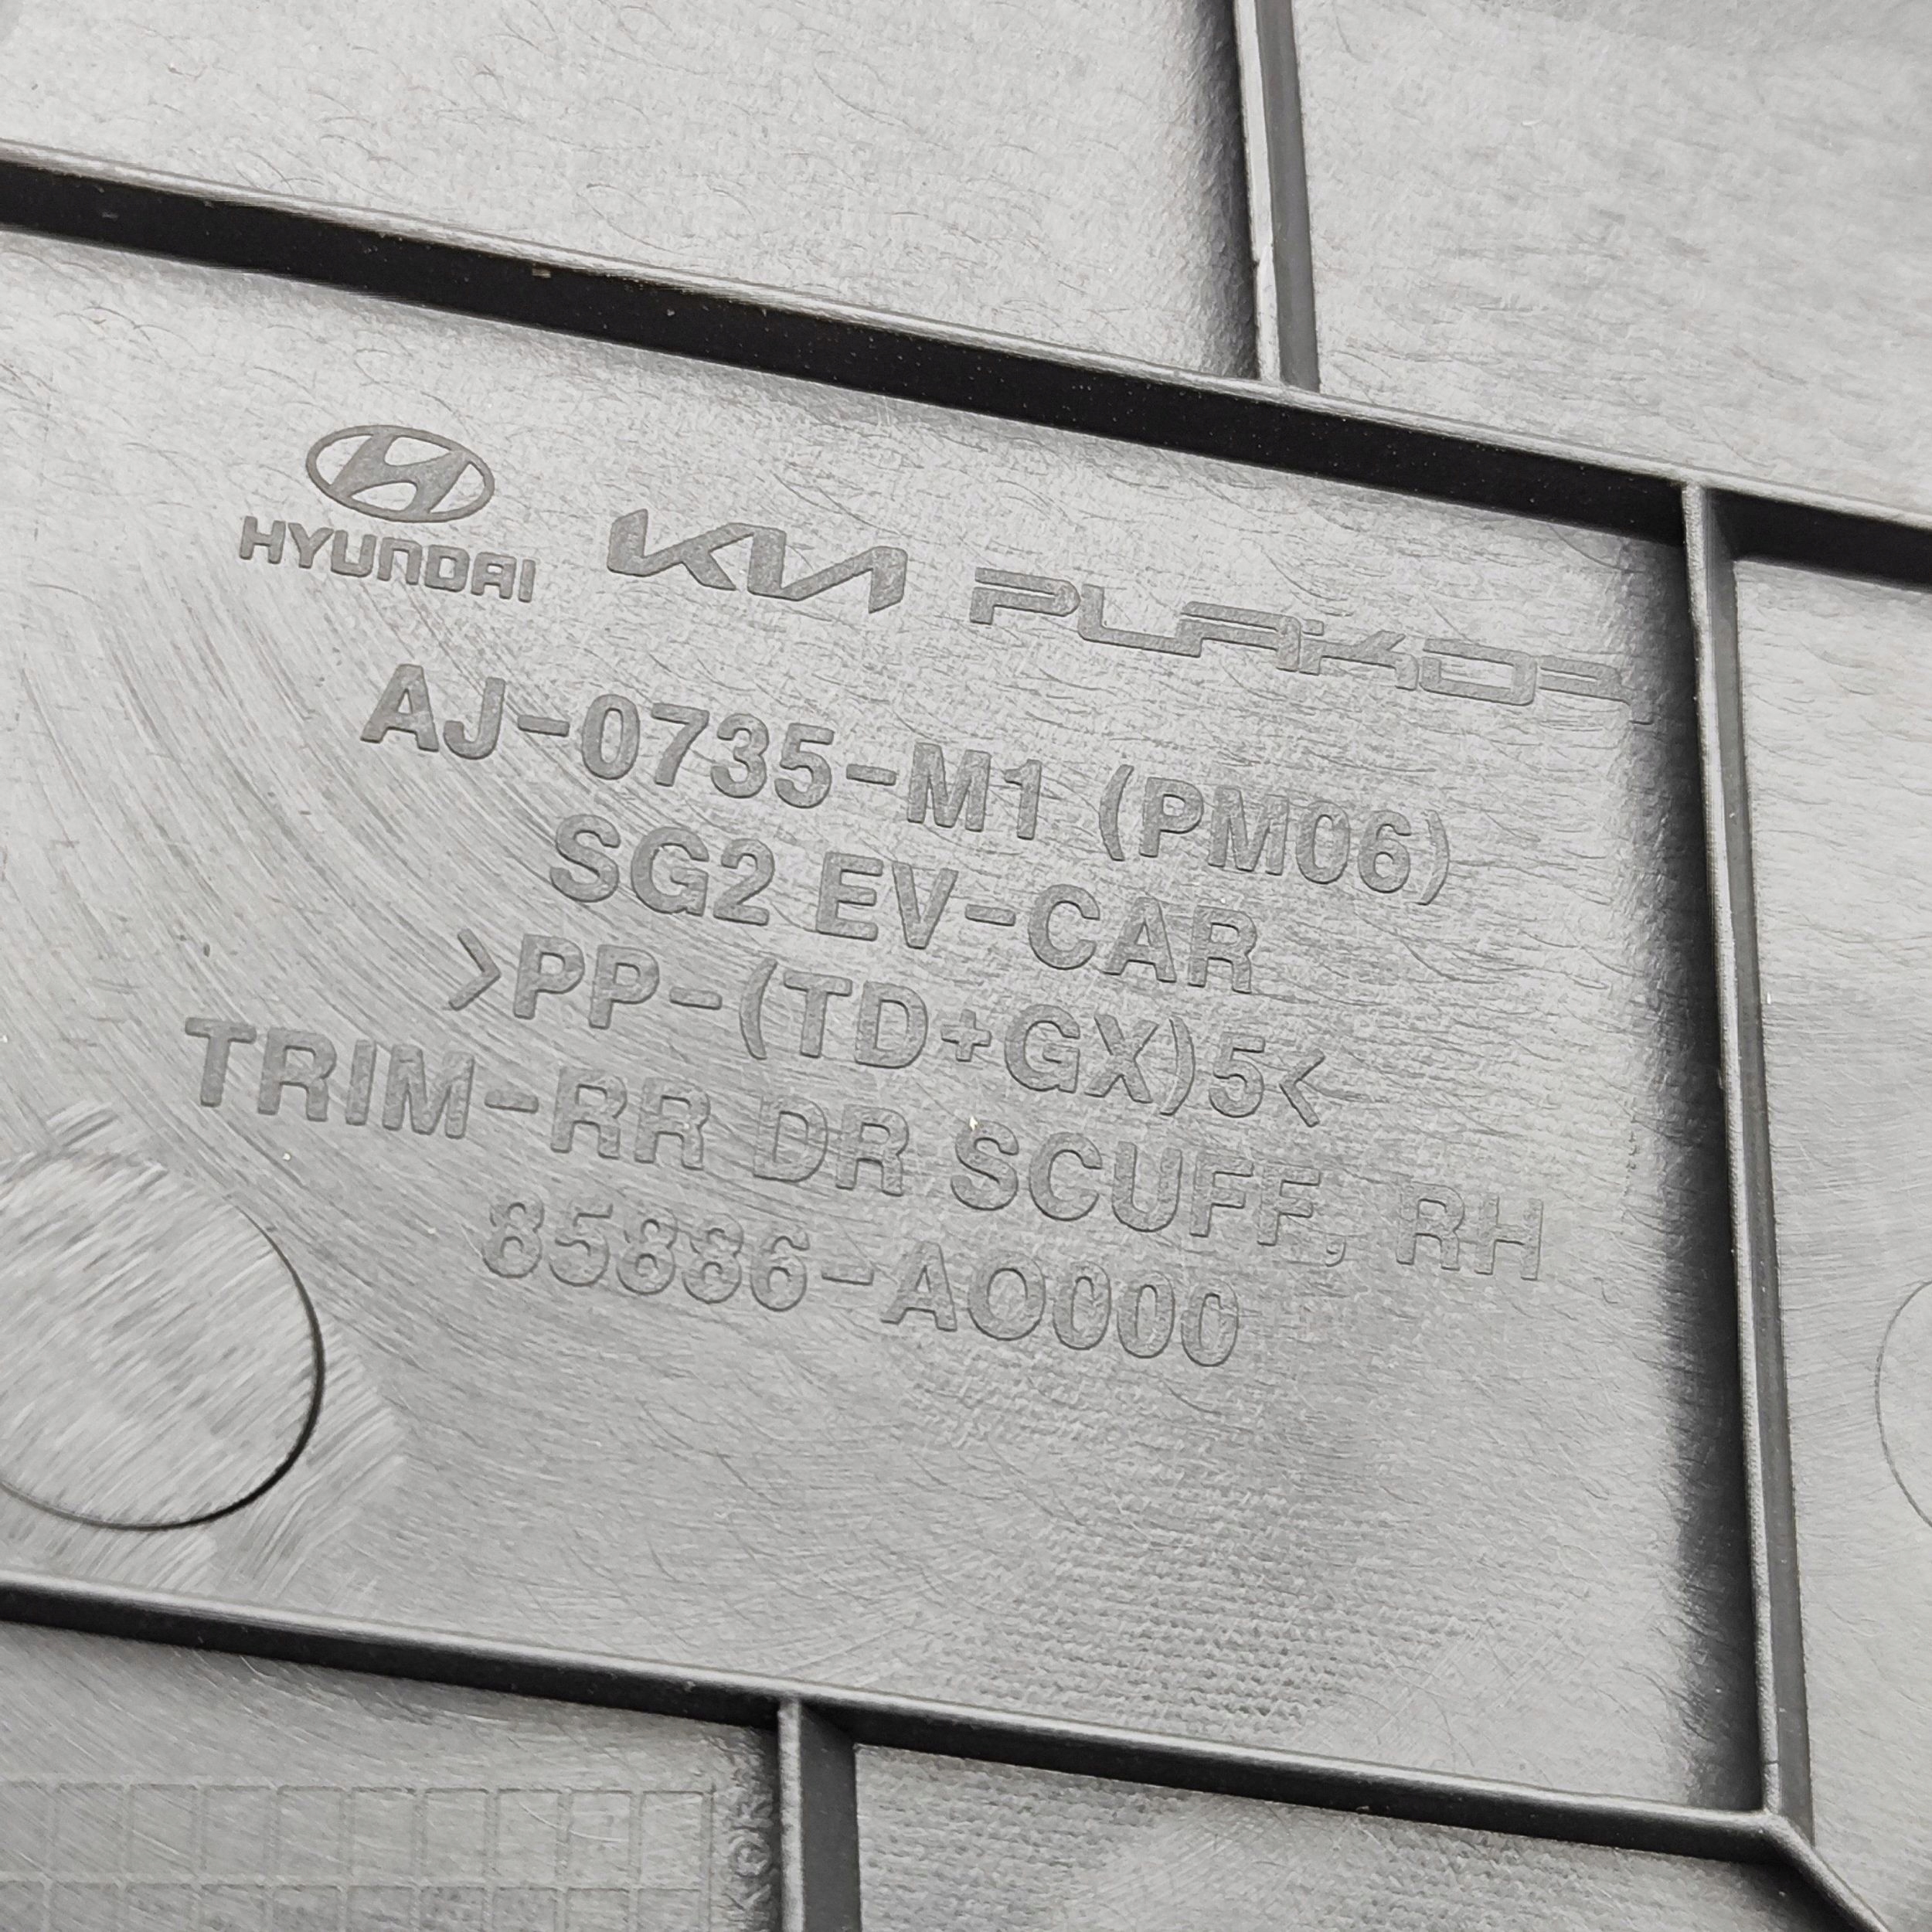 HYUNDAI KIA PLAKOR
AJ-0735-M1 (PM06)
SG2 EV-CAR
>PP-(TD+GX)5<
TRIM-RR DR SCUFF, RH
85886-AO000